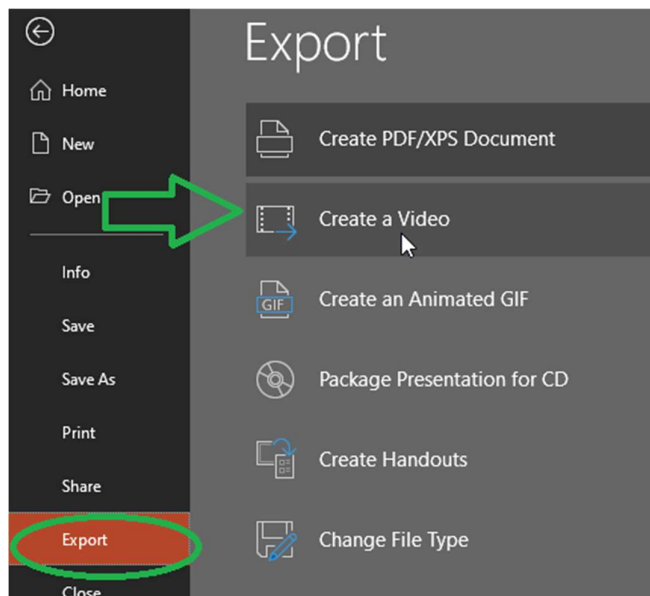 Export
Home
New
Open
Info
Save
Save As
Print
Share
Export
Close
Create PDF/XPS Document
Create a Video
GIF
Create an Animated GIF
Package Presentation for CD
Create Handouts
Change File Type